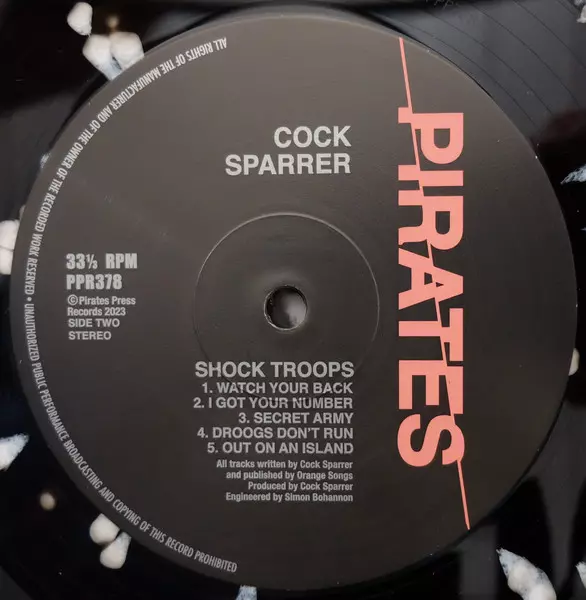 ALL RIGHTS OF THE MANUFACTURER AND OF THE OWNER OF THE RECORDED WORK RESERVED • UNAUTHORIZED PUBLIC PERFORMANCE BROADCASTING AND COPYING OF THIS RECORD PROHIBITED
COCK
SPARRER
PIRATES
33⅓ RPM
PPR378
©Pirates Press
Records 2023
SIDE TWO
STEREO
SHOCK TROOPS
1. WATCH YOUR BACK
2. I GOT YOUR NUMBER
3. SECRET ARMY
4. DROOGS DON'T RUN
5. OUT ON AN ISLAND
All tracks written by Cock Sparrer
and published by Orange Songs
Produced by Cock Sparrer
Engineered by Simon Bohannon